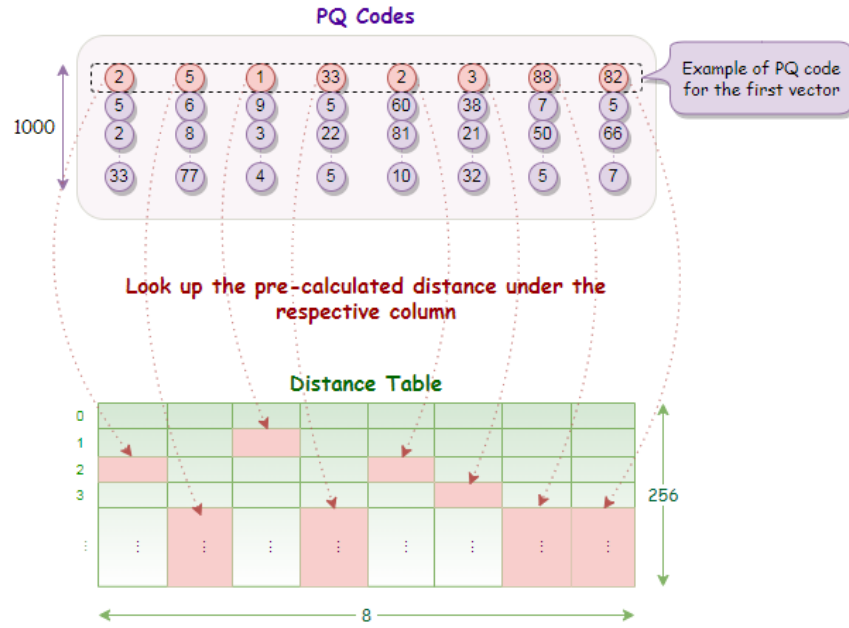 PQ Codes
2 5 1 33 2 3 88 82
5 6 9 5 60 38 7 5
2 8 3 22 81 21 50 66
33 77 4 5 10 32 5 7
1000
Example of PQ code
for the first vector
Look up the pre-calculated distance under the
respective column
Distance Table
0
1
2
3
⋮ ⋮ ⋮ ⋮ ⋮ ⋮ ⋮ ⋮ ⋮
256
8